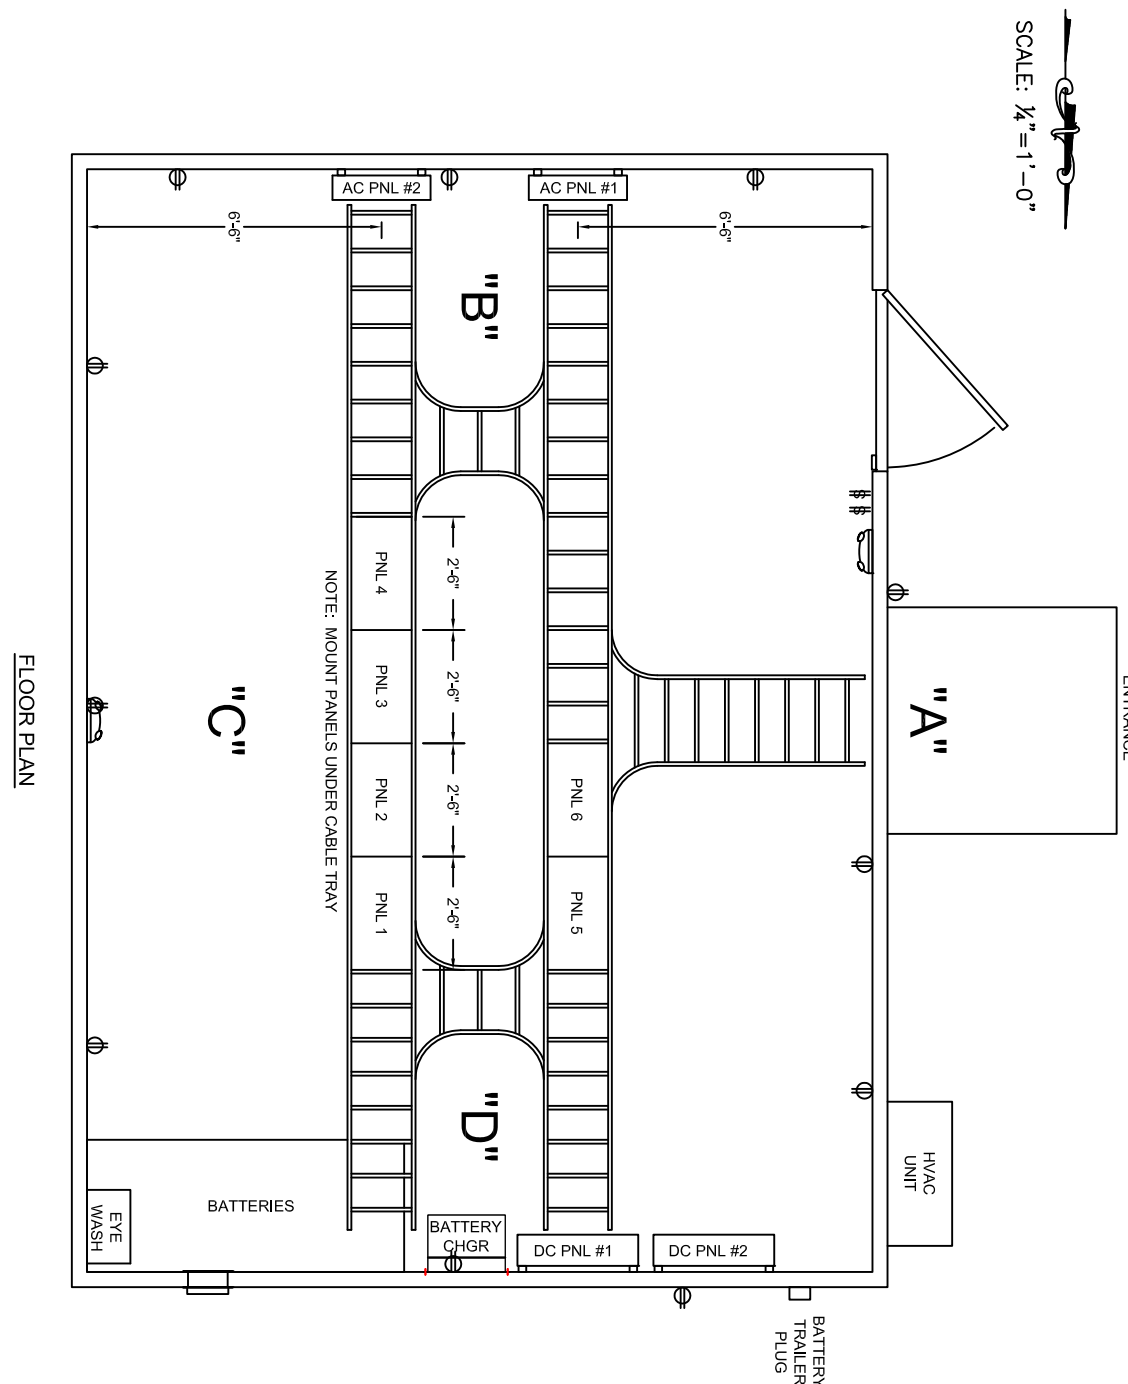 SCALE: ¼"=1'-0"
ENTRANCE
AC PNL #2
AC PNL #1
6'-6"
6'-6"
"B"
"A"
"C"
"D"
PNL 4
PNL 3
PNL 2
PNL 1
2'-6"
2'-6"
2'-6"
2'-6"
PNL 6
PNL 5
NOTE: MOUNT PANELS UNDER CABLE TRAY
$ $
HVAC
UNIT
BATTERIES
EYE
WASH
BATTERY
CHGR
DC PNL #1
DC PNL #2
BATTERY
TRAILER
PLUG
FLOOR PLAN